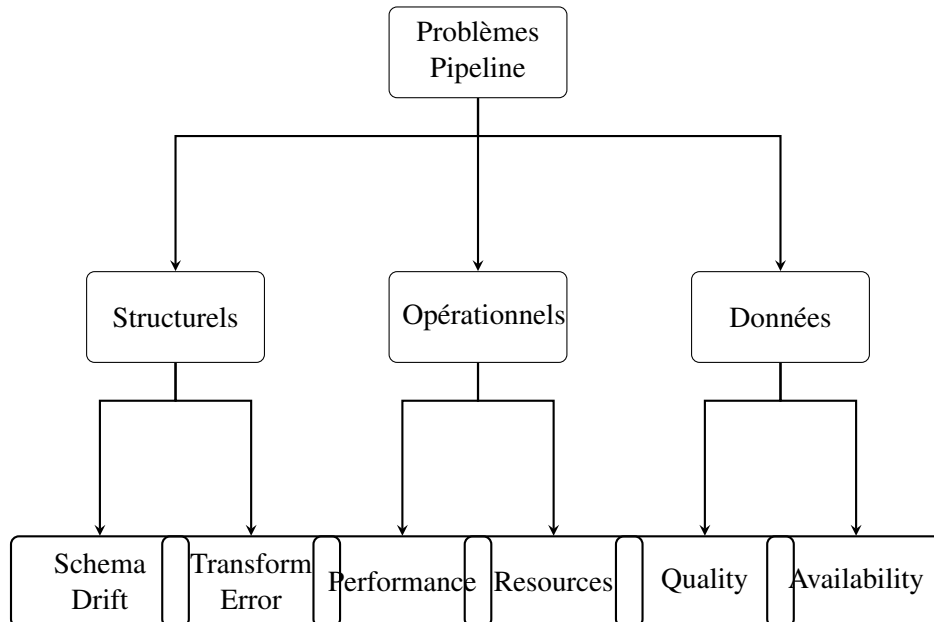 Problèmes
Pipeline
Structurels
Opérationnels
Données
Schema
Drift
Transform
Error
Performance
Resources
Quality
Availability